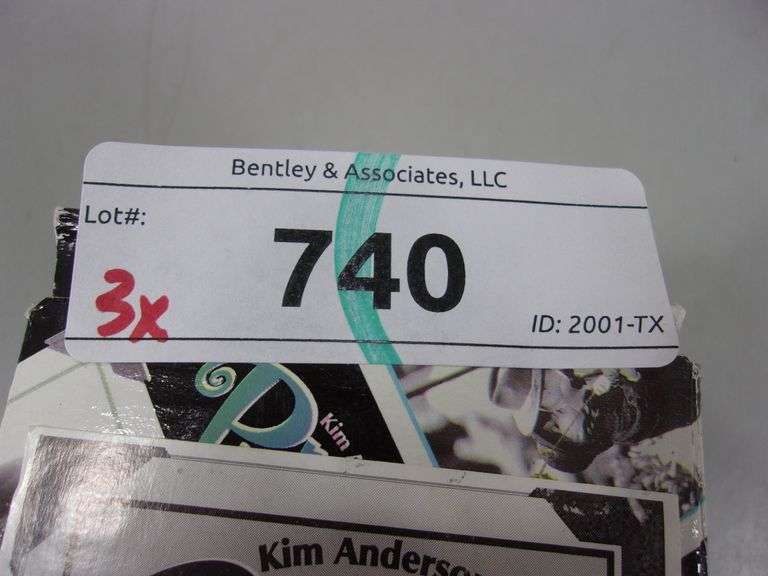 Bentley & Associates, LLC
Lot#:
740
3x
ID: 2001-TX
Kim
Kim Anderson